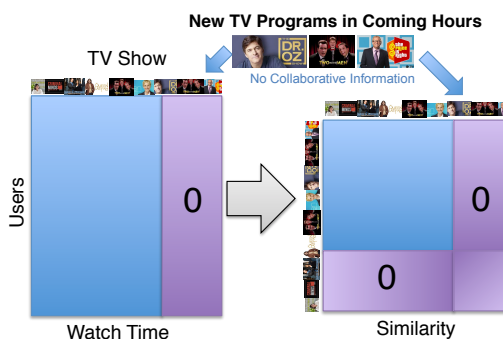 New TV Programs in Coming Hours
TV Show
DR OZ
No Collaborative Information
Users
0
0
0
Watch Time
Similarity